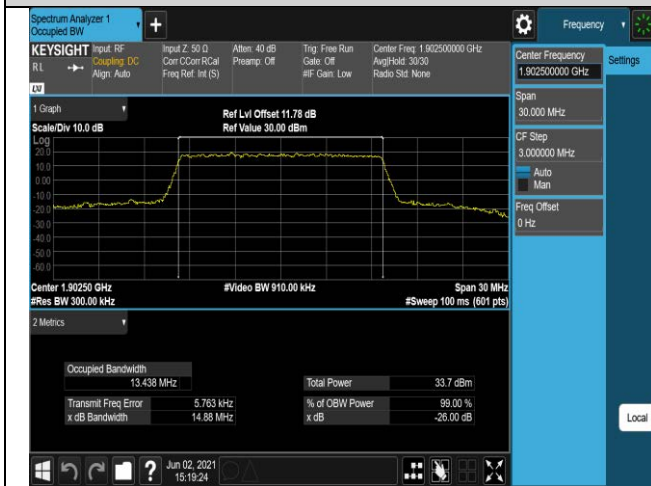 Spectrum Analyzer 1
Occupied BW
Frequency
KEYSIGHT
RL
LXI
Input: RF
Coupling: DC
Align: Auto
Input Z: 50 Ω
Corr CCorr RCal
Freq Ref: Int (S)
Atten: 40 dB
Preamp: Off
Trig: Free Run
Gate: Off
#IF Gain: Low
Center Freq: 1.902500000 GHz
Avg|Hold: 30/30
Radio Std: None
Center Frequency
1.902500000 GHz
Settings
Span
30.000 MHz
CF Step
3.000000 MHz
Auto
Man
Freq Offset
0 Hz
Local
1 Graph
Scale/Div 10.0 dB
Ref Lvl Offset 11.78 dB
Ref Value 30.00 dBm
Log
20.0
10.0
0.00
-10.0
-20.0
-30.0
-40.0
-50.0
-60.0
Center 1.90250 GHz
#Video BW 910.00 kHz
Span 30 MHz
#Res BW 300.00 kHz
#Sweep 100 ms (601 pts)
2 Metrics
Occupied Bandwidth
13.438 MHz
Total Power 33.7 dBm
Transmit Freq Error 5.763 kHz
% of OBW Power 99.00 %
x dB Bandwidth 14.88 MHz
x dB -26.00 dB
Jun 02, 2021
15:19:24